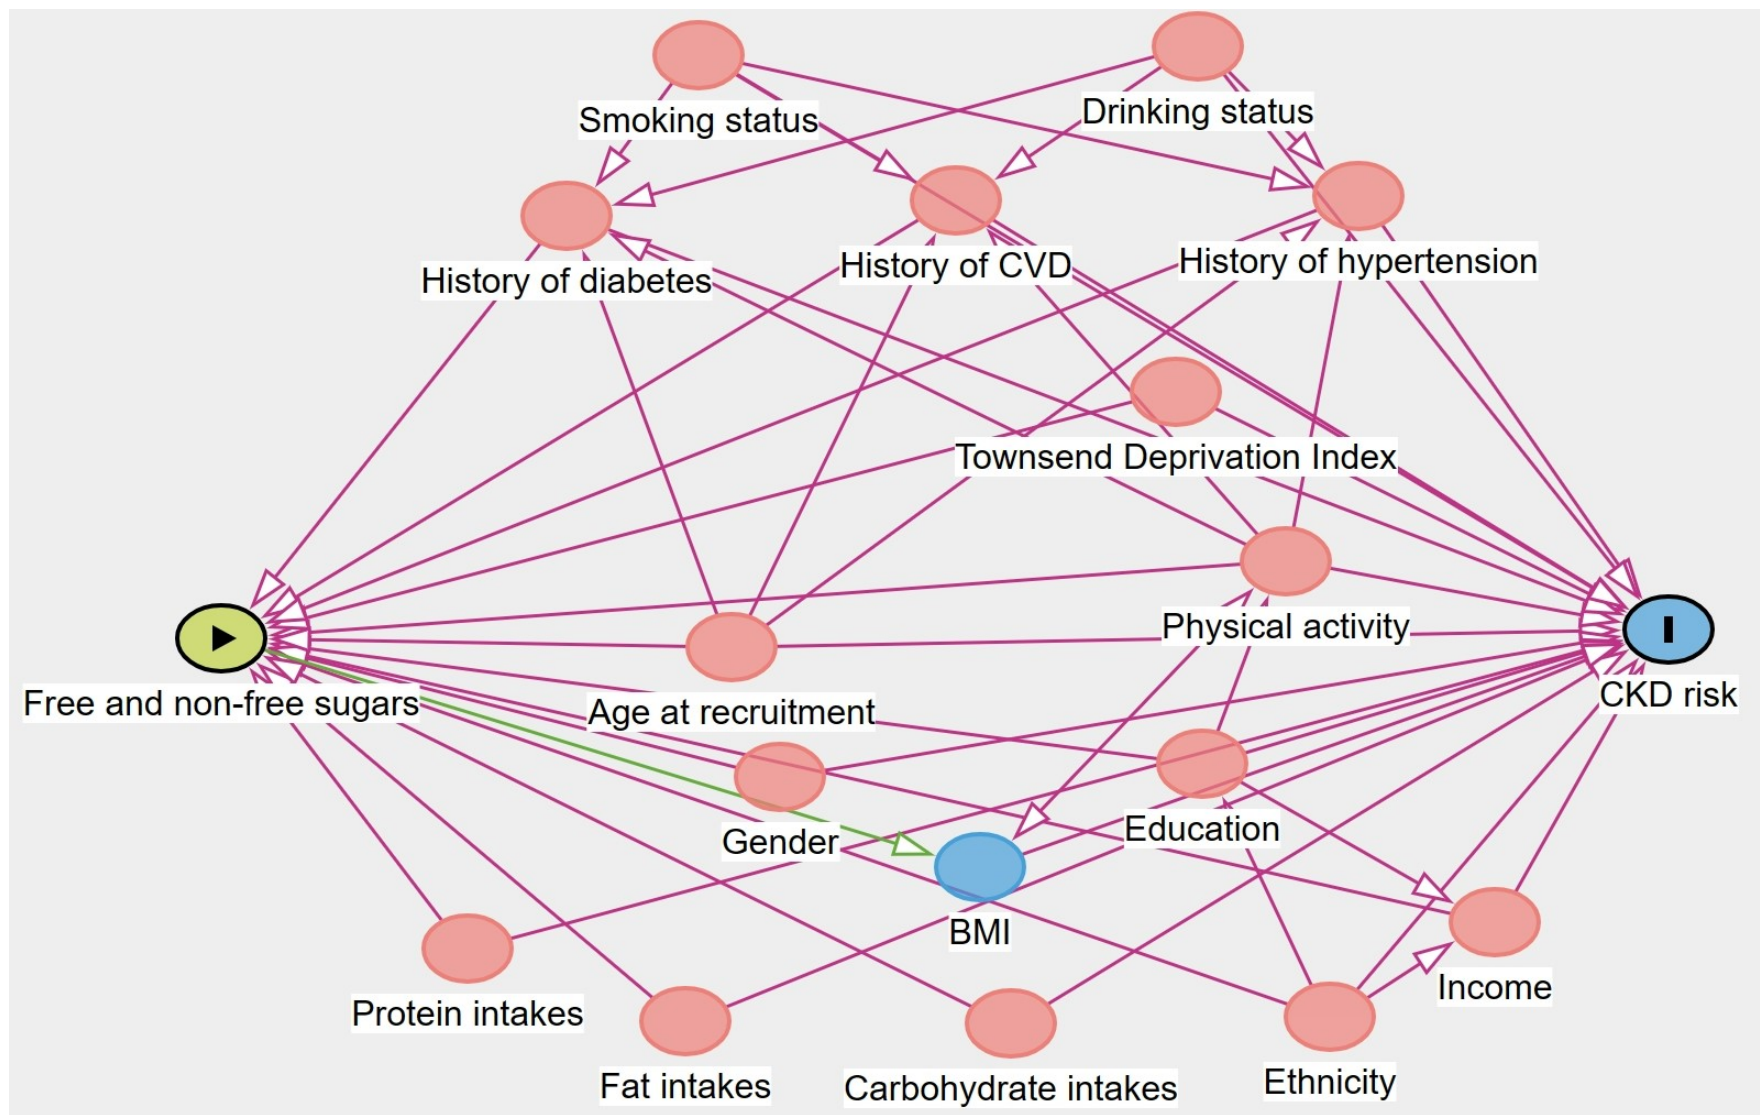 Smoking status
Drinking status
History of diabetes
History of CVD
History of hypertension
Townsend Deprivation Index
Physical activity
Free and non-free sugars
Age at recruitment
CKD risk
Gender
Education
BMI
Protein intakes
Income
Fat intakes
Carbohydrate intakes
Ethnicity